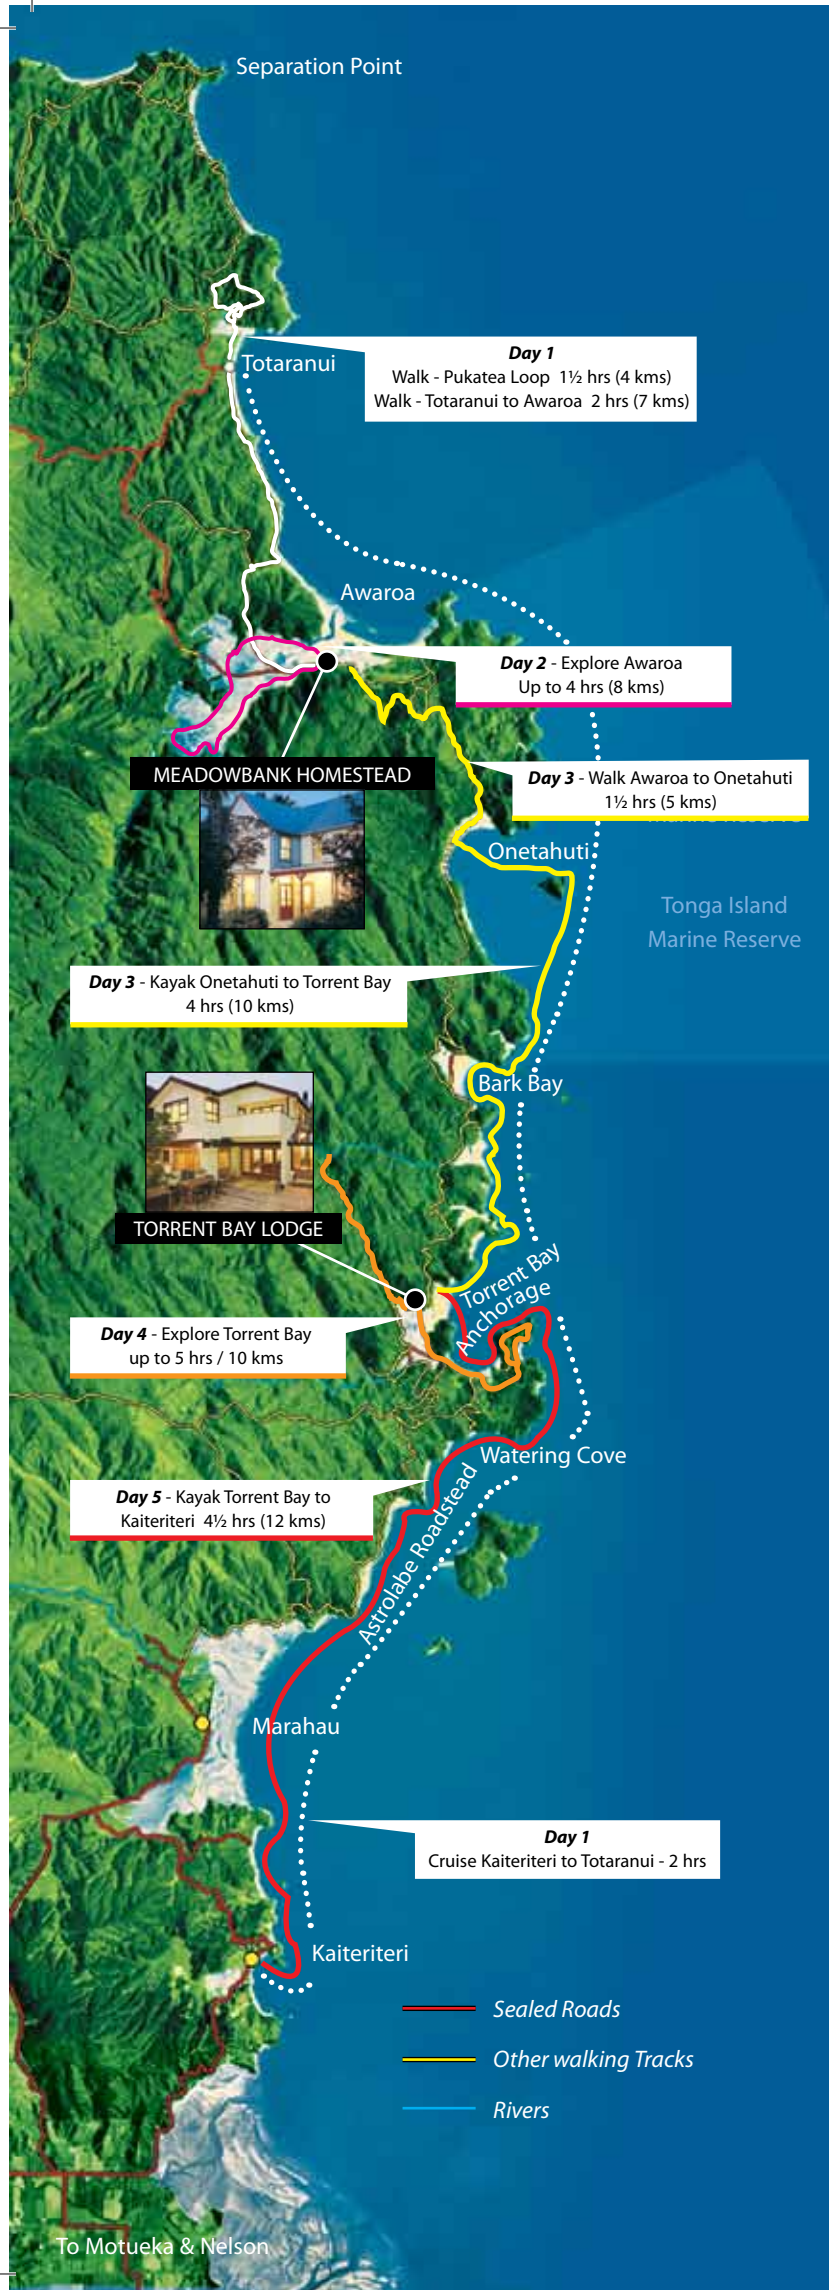 Separation Point
Day 1
Walk - Pukatea Loop 1½ hrs (4 kms)
Walk - Totaranui to Awaroa 2 hrs (7 kms)
Totaranui
Awaroa
Day 2 - Explore Awaroa
Up to 4 hrs (8 kms)
MEADOWBANK HOMESTEAD
Day 3 - Walk Awaroa to Onetahuti
1½ hrs (5 kms)
Marine Reserve
Onetahuti
Tonga Island
Marine Reserve
Day 3 - Kayak Onetahuti to Torrent Bay
4 hrs (10 kms)
Bark Bay
TORRENT BAY LODGE
Torrent Bay
Anchorage
Day 4 - Explore Torrent Bay
up to 5 hrs / 10 kms
Watering Cove
Day 5 - Kayak Torrent Bay to
Kaiteriteri 4½ hrs (12 kms)
Astrolabe Roadstead
Marahau
Day 1
Cruise Kaiteriteri to Totaranui - 2 hrs
Kaiteriteri
Sealed Roads
Other walking Tracks
Rivers
To Motueka & Nelson